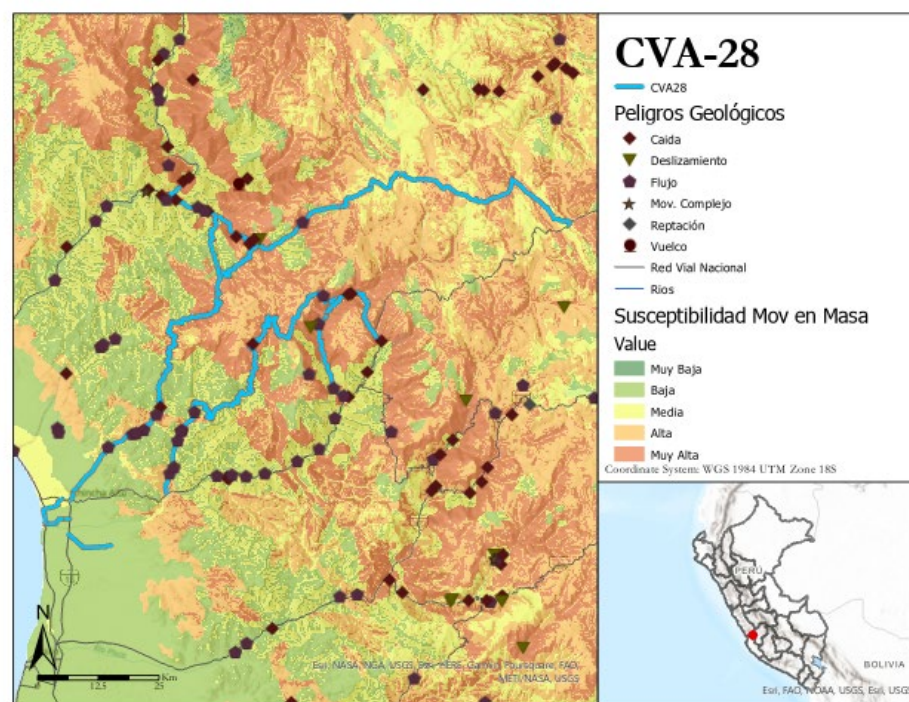 CVA-28
CVA28
Peligros Geológicos
Caida
Deslizamiento
Flujo
Mov. Complejo
Reptación
Vuelco
Red Vial Nacional
Rios
Susceptibilidad Mov en Masa
Value
Muy Baja
Baja
Media
Alta
Muy Alta
Coordinate System: WGS 1984 UTM Zone 18S
N
0 12.5 25 Km
Esri, NASA, NGA, USGS, Esri, HERE, Garmin, Foursquare, FAO,
METI/NASA, USGS
PERÚ
BOLIVIA
Esri, FAO, NOAA, USGS, Esri, USGS